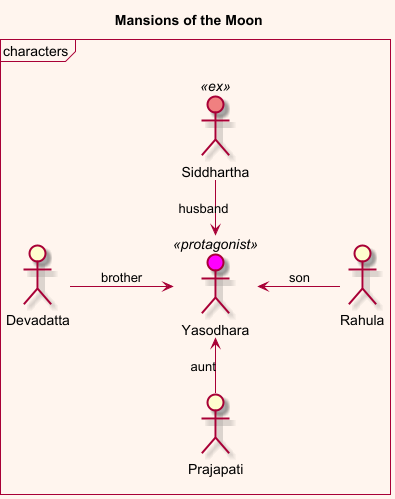 Mansions of the Moon
characters
«ex»
Siddhartha
husband
«protagonist»
Devadatta
brother
Yasodhara
son
Rahula
aunt
Prajapati